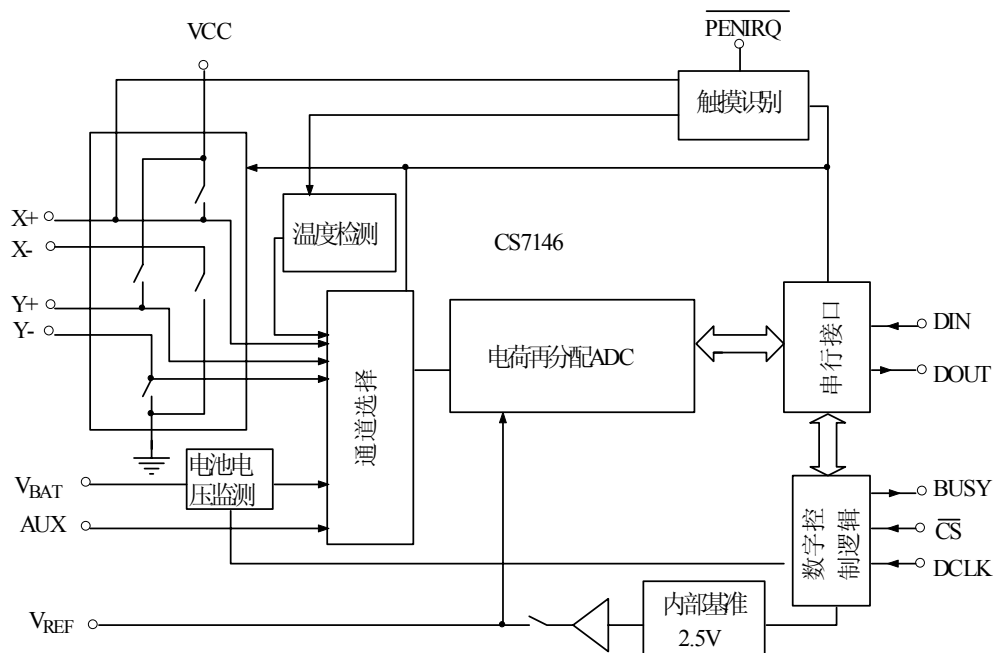 VCC
PENIRQ
触摸识别
X+
X-
Y+
Y-
温度检测
CS7146
通道选择
电荷再分配ADC
串行接口
DIN
DOUT
电池电
压监测
VBAT
AUX
数字控
制逻辑
BUSY
CS
DCLK
VREF
内部基准
2.5V